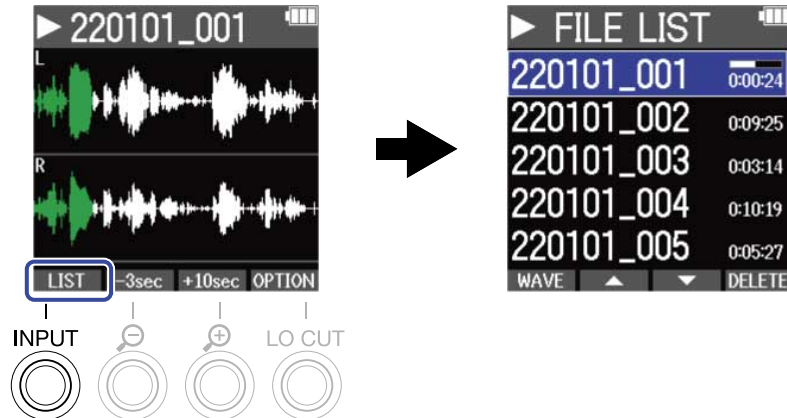 220101_001
L
R
LIST -3sec +10sec OPTION
INPUT LO CUT
FILE LIST
220101_001 0:00:24
220101_002 0:09:25
220101_003 0:03:14
220101_004 0:10:19
220101_005 0:05:27
WAVE DELETE